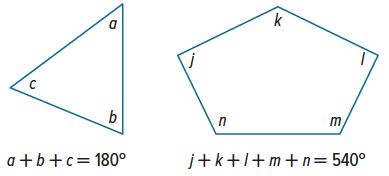 a
b
c
a + b + c = 180°
j
k
l
m
n
j + k + l + m + n = 540°